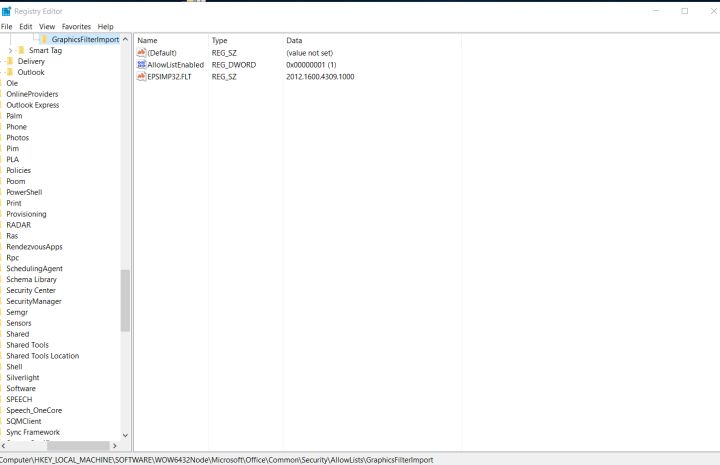 Registry Editor
File Edit View Favorites Help
GraphicsFilterImport
Smart Tag
Delivery
Outlook
Ole
OnlineProviders
Outlook Express
Palm
Phone
Photos
Pim
PLA
Policies
Poom
PowerShell
Print
Provisioning
RADAR
Ras
RendezvousApps
Rpc
SchedulingAgent
Schema Library
Security Center
SecurityManager
Semgr
Sensors
Shared
Shared Tools
Shared Tools Location
Shell
Silverlight
Software
SPEECH
Speech_OneCore
SQMClient
Sync Framework
Name Type Data
(Default) REG_SZ (value not set)
AllowListEnabled REG_DWORD 0x00000001 (1)
EPSIMP32.FLT REG_SZ 2012.1600.4309.1000
Computer\HKEY_LOCAL_MACHINE\SOFTWARE\WOW6432Node\Microsoft\Office\Common\Security\AllowLists\GraphicsFilterImport